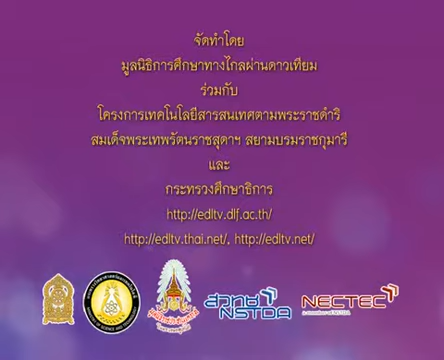 จัดทำโดย
มูลนิธิการศึกษาทางไกลผ่านดาวเทียม
ร่วมกับ
โครงการเทคโนโลยีสารสนเทศตามพระราชดำริ
สมเด็จพระเทพรัตนราชสุดาฯ สยามบรมราชกุมารี
และ
กระทรวงศึกษาธิการ
http://edltv.dlf.ac.th/
http://edltv.thai.net/, http://edltv.net/
สวทช
NSTDA
NECTEC
a member of NSTDA